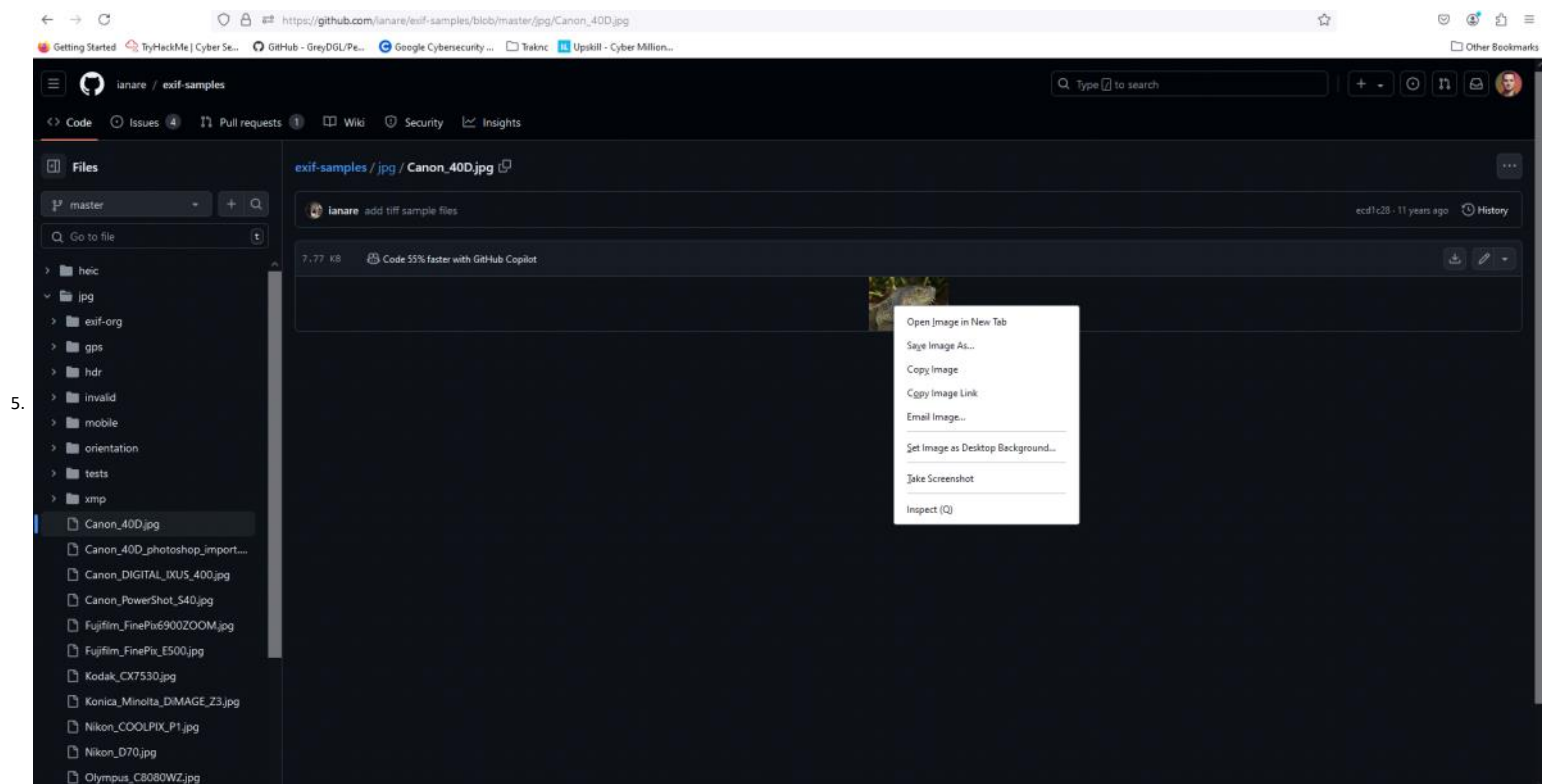 https://github.com/ianare/exif-samples/blob/master/jpg/Canon_40D.jpg
Getting Started TryHackMe | Cyber Se... GitHub - GreyDGL/Pe... Google Cybersecurity ... Traknc Upskill - Cyber Million... Other Bookmarks
ianare / exif-samples Type / to search
Code Issues 4 Pull requests 1 Wiki Security Insights
Files
master
Go to file t
heic
jpg
exif-org
gps
hdr
5. invalid
mobile
orientation
tests
xmp
Canon_40D.jpg
Canon_40D_photoshop_import....
Canon_DIGITAL_IXUS_400.jpg
Canon_PowerShot_S40.jpg
Fujifilm_FinePix6900ZOOM.jpg
Fujifilm_FinePix_E500.jpg
Kodak_CX7530.jpg
Konica_Minolta_DiMAGE_Z3.jpg
Nikon_COOLPIX_P1.jpg
Nikon_D70.jpg
Olympus_C8080WZ.jpg
exif-samples / jpg / Canon_40D.jpg
ianare add tiff sample files ecd1c28 · 11 years ago History
7.77 KB Code 55% faster with GitHub Copilot
Open Image in New Tab
Save Image As...
Copy Image
Copy Image Link
Email Image...
Set Image as Desktop Background...
Take Screenshot
Inspect (Q)